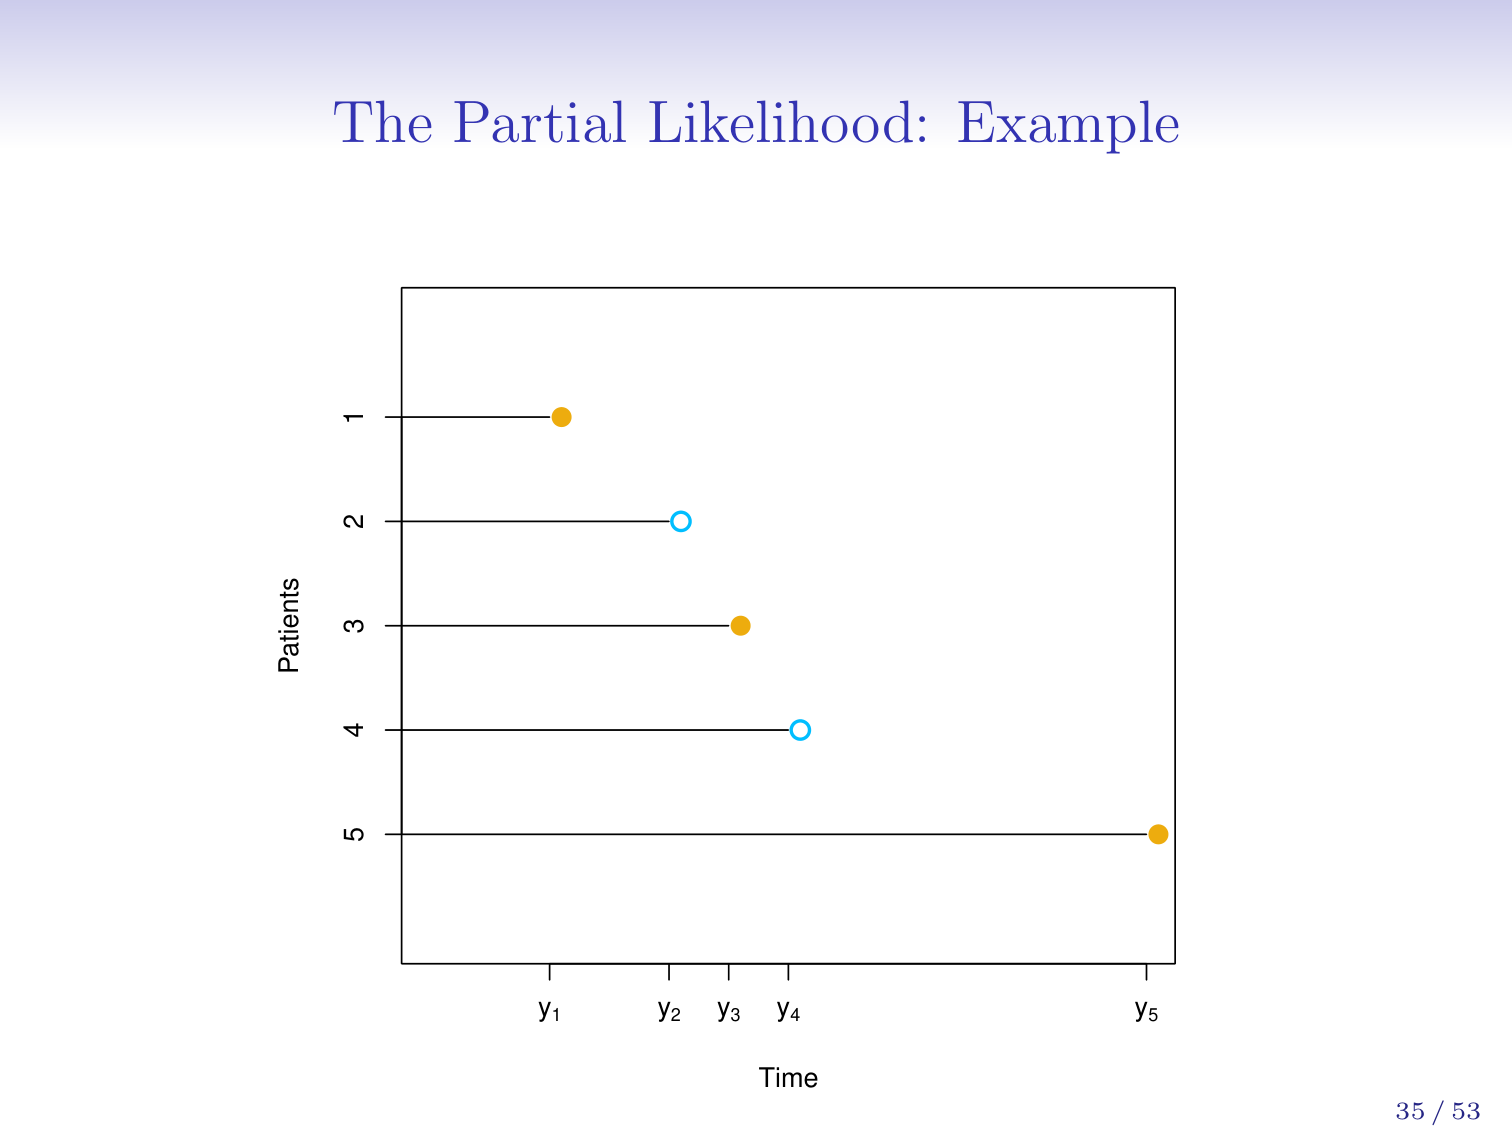 The Partial Likelihood: Example
Patients
1
2
3
4
5
y₁ y₂ y₃ y₄ y₅
Time
35 / 53